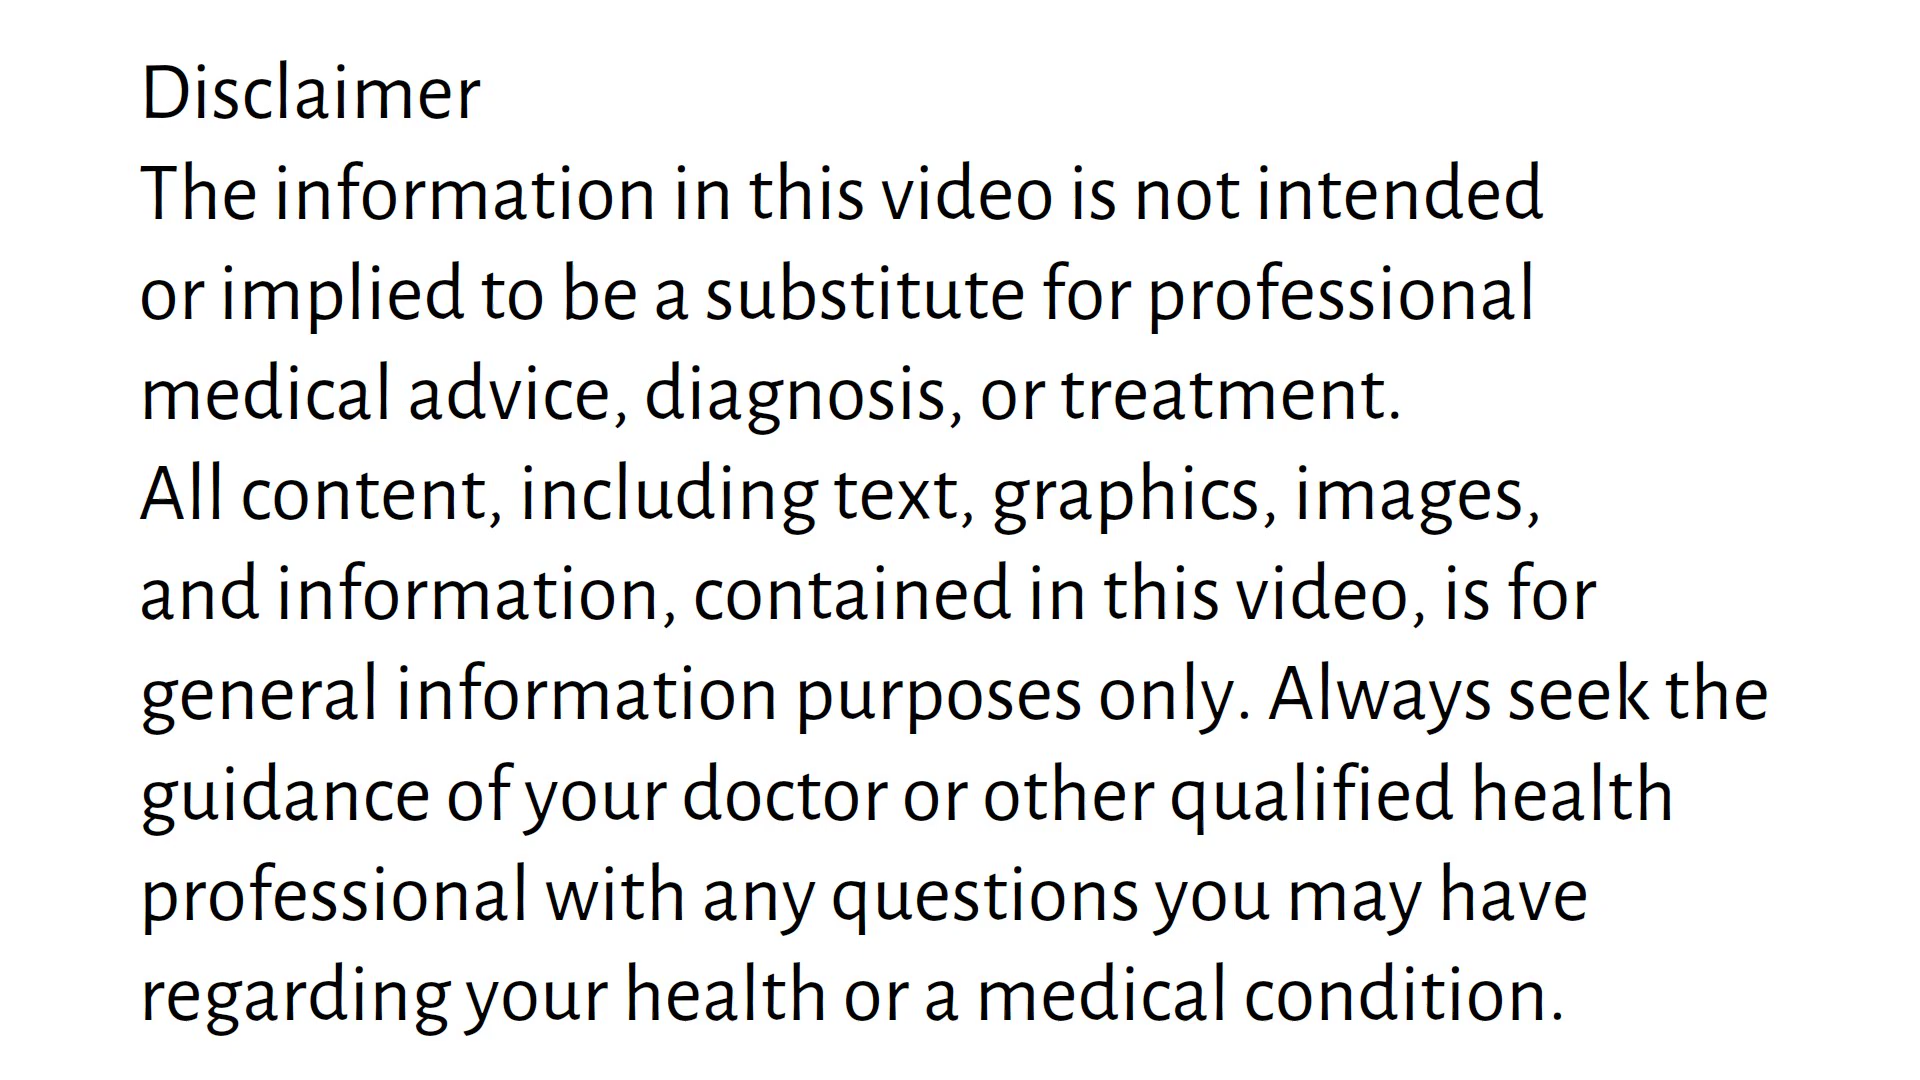 Disclaimer
The information in this video is not intended
or implied to be a substitute for professional
medical advice, diagnosis, or treatment.
All content, including text, graphics, images,
and information, contained in this video, is for
general information purposes only. Always seek the
guidance of your doctor or other qualified health
professional with any questions you may have
regarding your health or a medical condition.